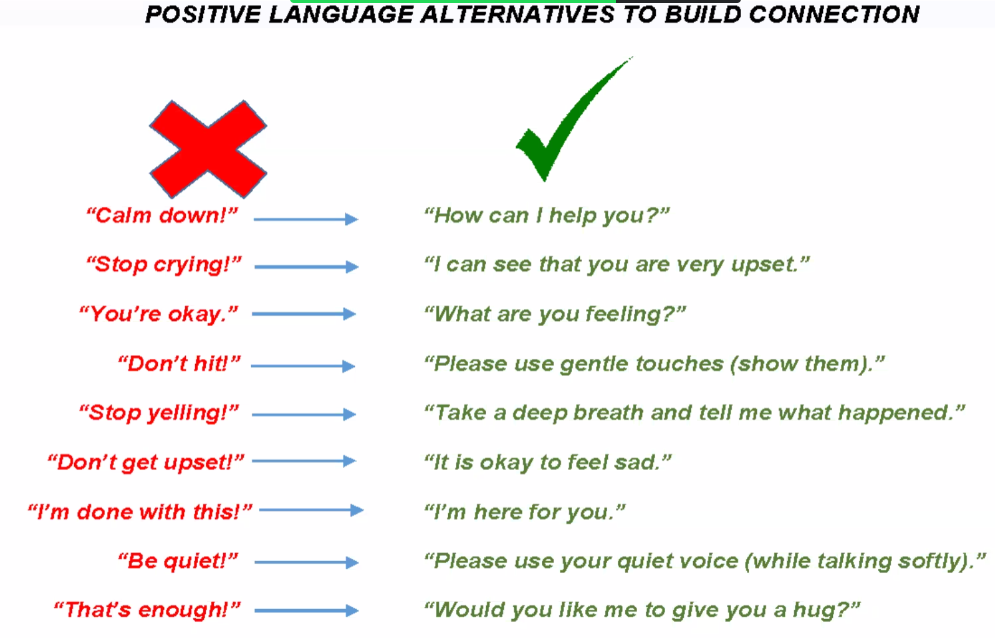 POSITIVE LANGUAGE ALTERNATIVES TO BUILD CONNECTION
“Calm down!” “How can I help you?”
“Stop crying!” “I can see that you are very upset.”
“You’re okay.” “What are you feeling?”
“Don’t hit!” “Please use gentle touches (show them).”
“Stop yelling!” “Take a deep breath and tell me what happened.”
“Don’t get upset!” “It is okay to feel sad.”
“I’m done with this!” “I’m here for you.”
“Be quiet!” “Please use your quiet voice (while talking softly).”
“That’s enough!” “Would you like me to give you a hug?”